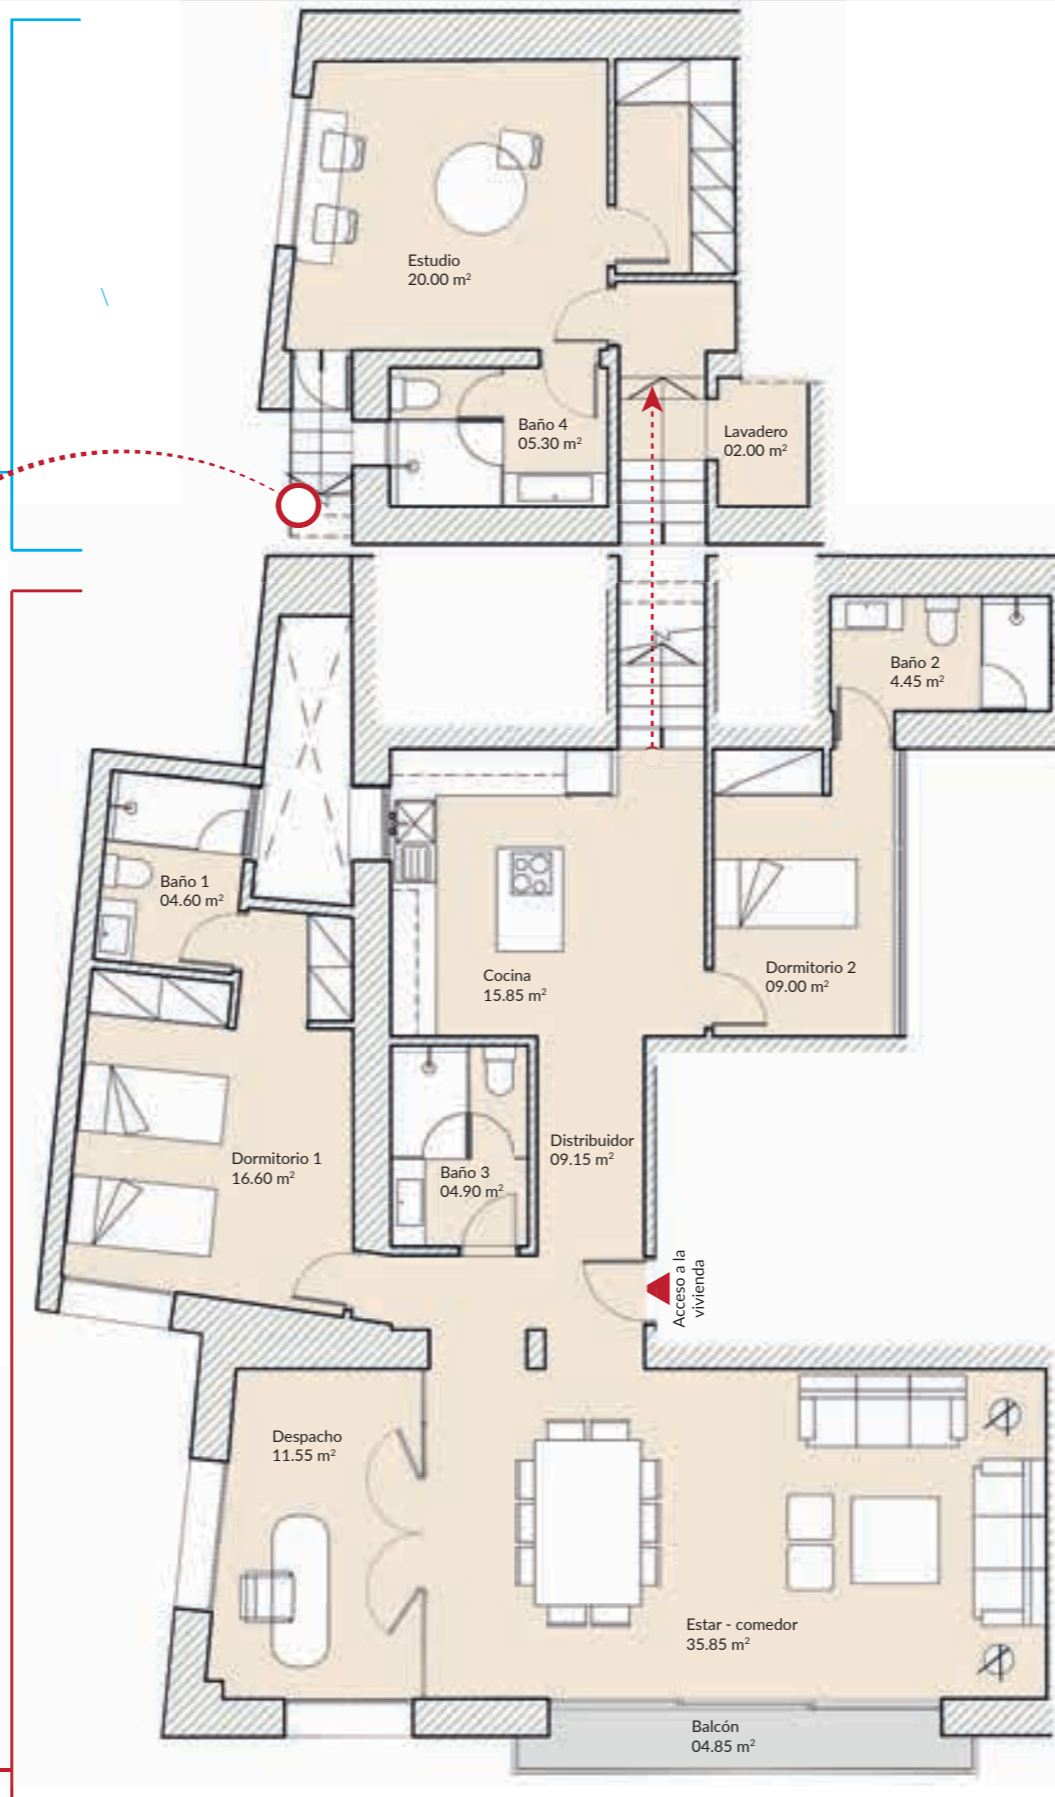 Estudio
20.00 m²
Baño 4
05.30 m²
Lavadero
02.00 m²
Baño 2
4.45 m²
Baño 1
04.60 m²
Cocina
15.85 m²
Dormitorio 2
09.00 m²
Dormitorio 1
16.60 m²
Baño 3
04.90 m²
Distribuidor
09.15 m²
Acceso a la
vivienda
Despacho
11.55 m²
Estar - comedor
35.85 m²
Balcón
04.85 m²